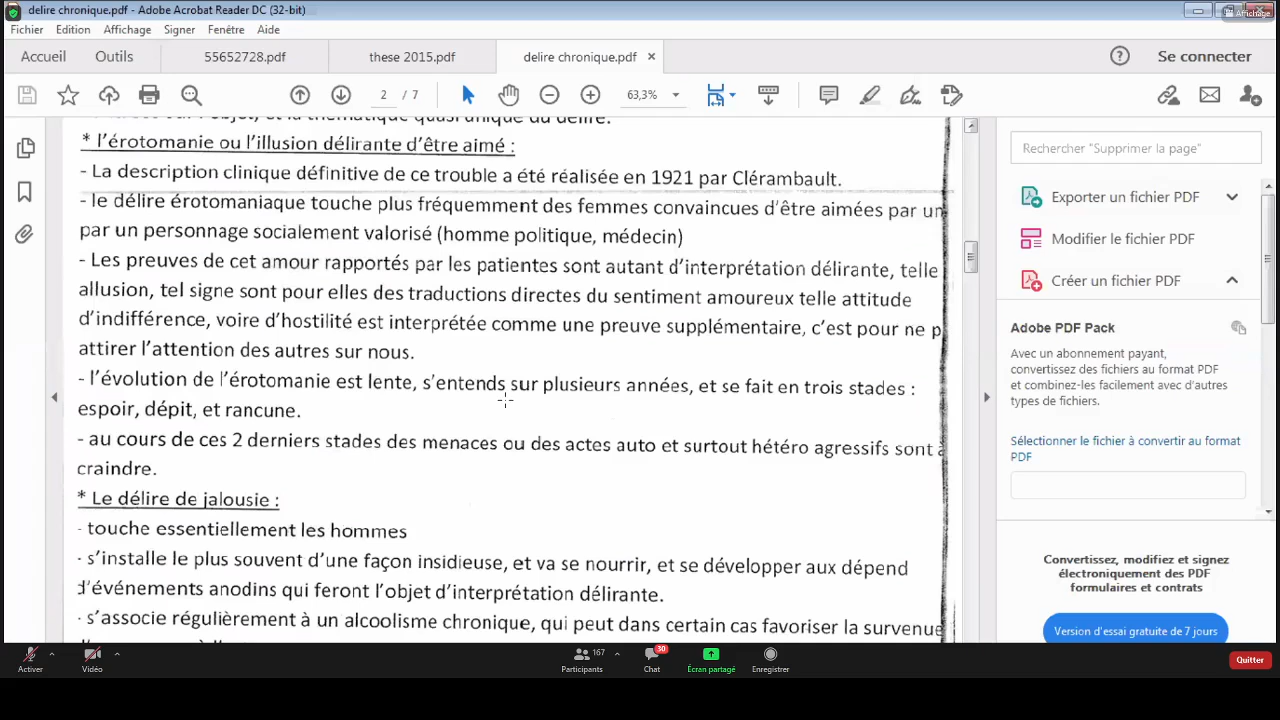 delire chronique.pdf - Adobe Acrobat Reader DC (32-bit)
Affichage
Fichier Edition Affichage Signer Fenêtre Aide
Accueil Outils 55652728.pdf these 2015.pdf delire chronique.pdf × Se connecter
2 / 7 63,3%
l'objet, et la thématique quasi unique du délire.
* l'érotomanie ou l'illusion délirante d'être aimé :
- La description clinique définitive de ce trouble a été réalisée en 1921 par Clérambault.
- le délire érotomaniaque touche plus fréquemment des femmes convaincues d'être aimées par un
par un personnage socialement valorisé (homme politique, médecin)
- Les preuves de cet amour rapportés par les patientes sont autant d'interprétation délirante, telle
allusion, tel signe sont pour elles des traductions directes du sentiment amoureux telle attitude
d'indifférence, voire d'hostilité est interprétée comme une preuve supplémentaire, c'est pour ne p
attirer l'attention des autres sur nous.
- l'évolution de l'érotomanie est lente, s'entends sur plusieurs années, et se fait en trois stades :
espoir, dépit, et rancune.
- au cours de ces 2 derniers stades des menaces ou des actes auto et surtout hétéro agressifs sont à
craindre.
* Le délire de jalousie :
- touche essentiellement les hommes
- s'installe le plus souvent d'une façon insidieuse, et va se nourrir, et se développer aux dépend
d'événements anodins qui feront l'objet d'interprétation délirante.
- s'associe régulièrement à un alcoolisme chronique, qui peut dans certain cas favoriser la survenue
Rechercher "Supprimer la page"
Exporter un fichier PDF
Modifier le fichier PDF
Créer un fichier PDF
Adobe PDF Pack
Avec un abonnement payant,
convertissez des fichiers au format PDF
et combinez-les facilement avec d'autres
types de fichiers.
Sélectionner le fichier à convertir au format
PDF
Convertissez, modifiez et signez
électroniquement des PDF
formulaires et contrats
Version d'essai gratuite de 7 jours
Activer Vidéo 167 Participants 30 Chat Écran partagé Enregistrer Quitter